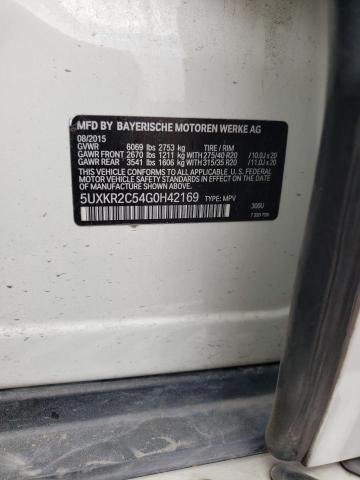 MFD BY BAYERISCHE MOTOREN WERKE AG
08/2015
GVWR 6069 lbs 2753 kg TIRE / RIM
GAWR FRONT 2670 lbs 1211 kg WITH 275/40 R20 /10.0J x 20
GAWR REAR 3541 lbs 1606 kg WITH 315/35 R20 /11.0J x 20
THIS VEHICLE CONFORMS TO ALL APPLICABLE
FEDERAL MOTOR VEHICLE SAFETY STANDARDS IN
EFFECT ON THE DATE OF MANUFACTURE SHOWN ABOVE.
5UXKR2C54G0H42169 TYPE: MPV 300U